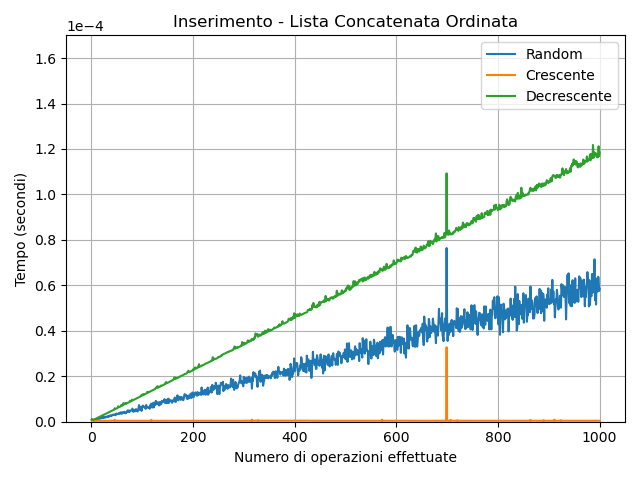 Inserimento - Lista Concatenata Ordinata
1e−4
1.6
1.4
1.2
1.0
0.8
0.6
0.4
0.2
0.0
Tempo (secondi)
Random
Crescente
Decrescente
0 200 400 600 800 1000
Numero di operazioni effettuate